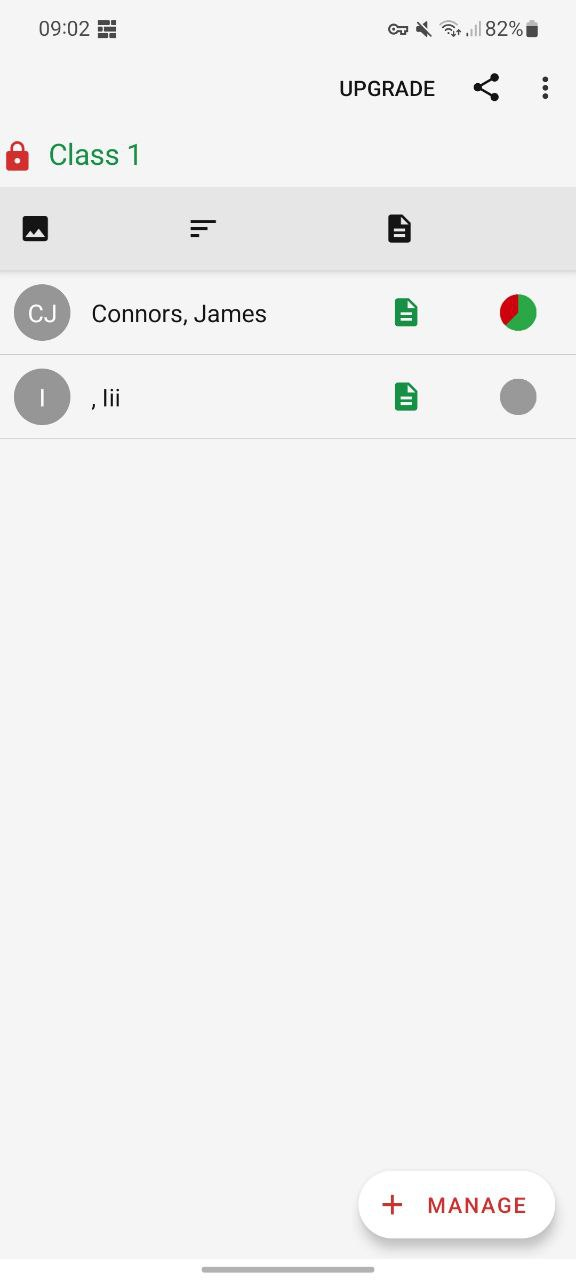 09:02 82%
UPGRADE
Class 1
CJ Connors, James
I , Iii
+ MANAGE